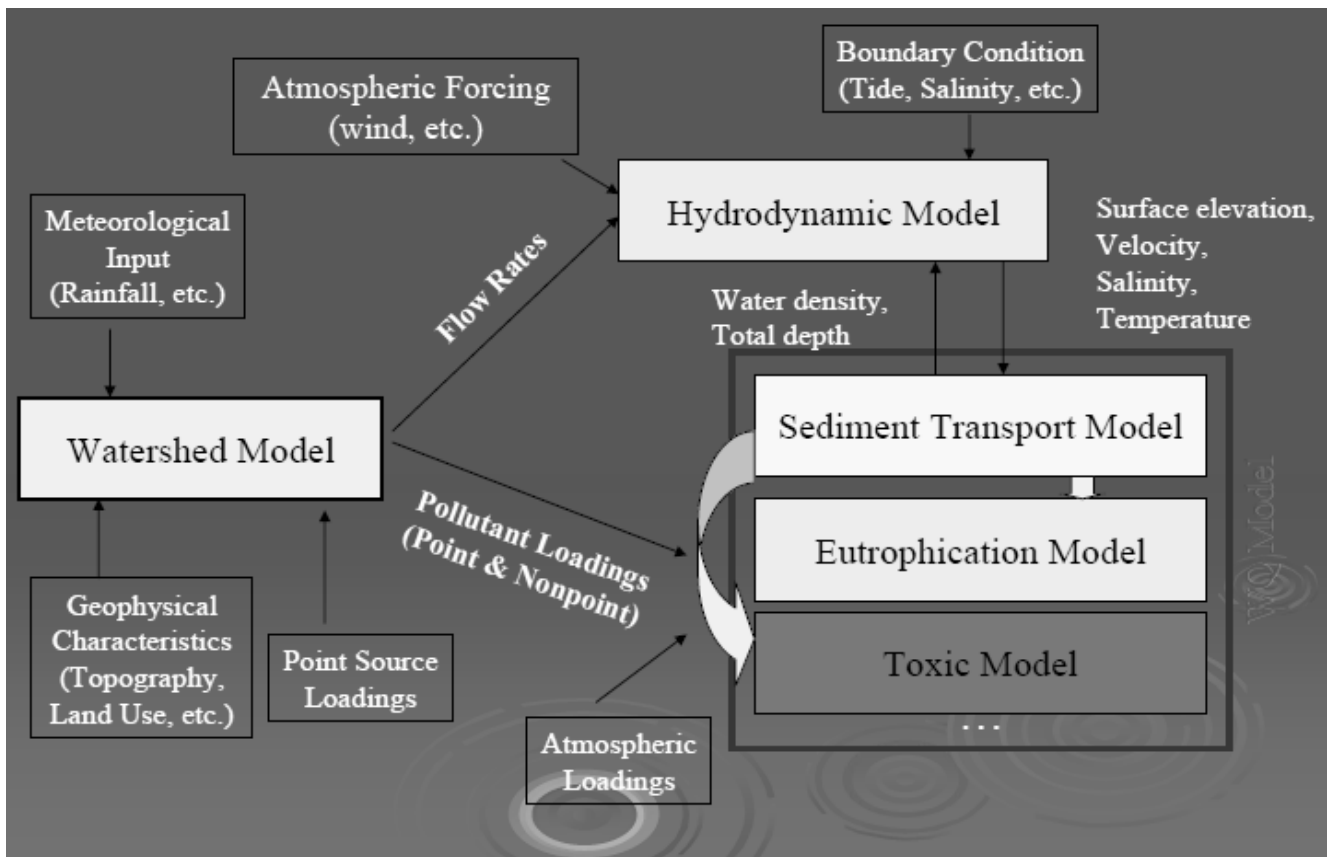 Boundary Condition
(Tide, Salinity, etc.)
Atmospheric Forcing
(wind, etc.)
Hydrodynamic Model
Meteorological
Input
(Rainfall, etc.)
Surface elevation,
Velocity,
Salinity,
Temperature
Flow Rates
Water density,
Total depth
Watershed Model
Sediment Transport Model
Pollutant Loadings
(Point & Nonpoint)
Eutrophication Model
WQ Model
Geophysical
Characteristics
(Topography,
Land Use, etc.)
Point Source
Loadings
Toxic Model
. . .
Atmospheric
Loadings